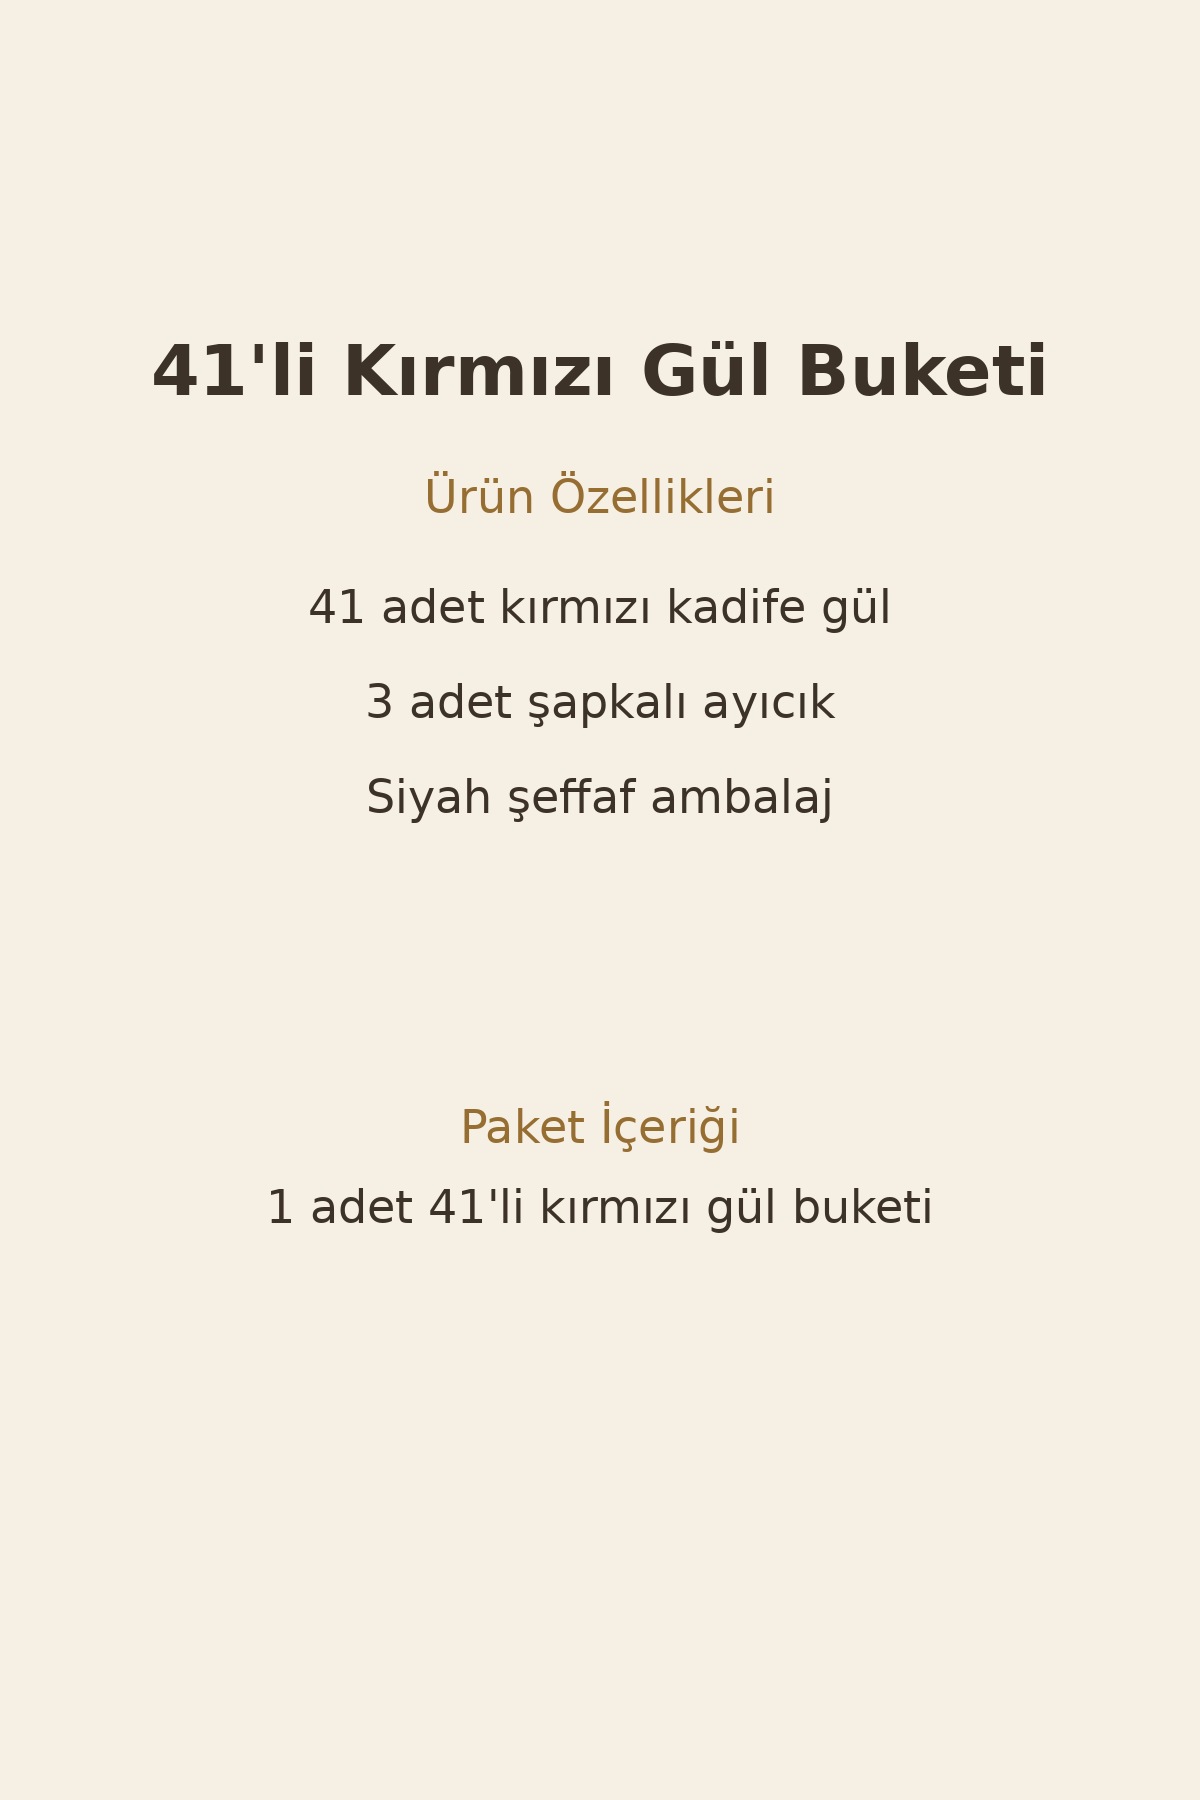 41'li Kırmızı Gül Buketi
Ürün Özellikleri
41 adet kırmızı kadife gül
3 adet şapkalı ayıcık
Siyah şeffaf ambalaj
Paket İçeriği
1 adet 41'li kırmızı gül buketi